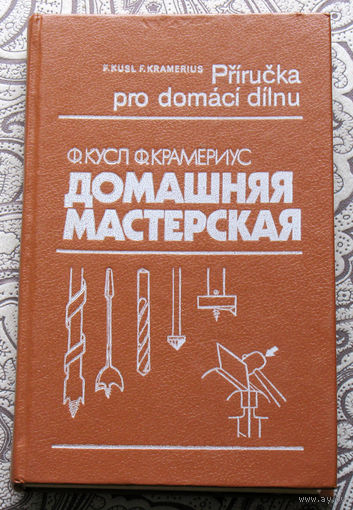 F. KUSL F. KRAMERIUS Příručka
pro domácí dílnu
Ф. КУСЛ Ф. КРАМЕРИУС
ДОМАШНЯЯ
МАСТЕРСКАЯ